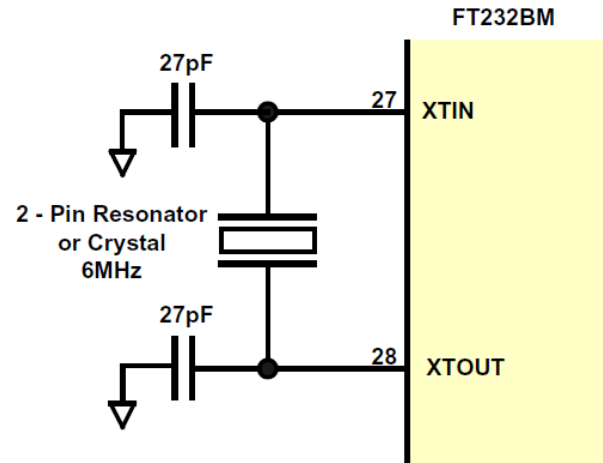 FT232BM
27pF
27
XTIN
2 - Pin Resonator
or Crystal
6MHz
27pF
28
XTOUT